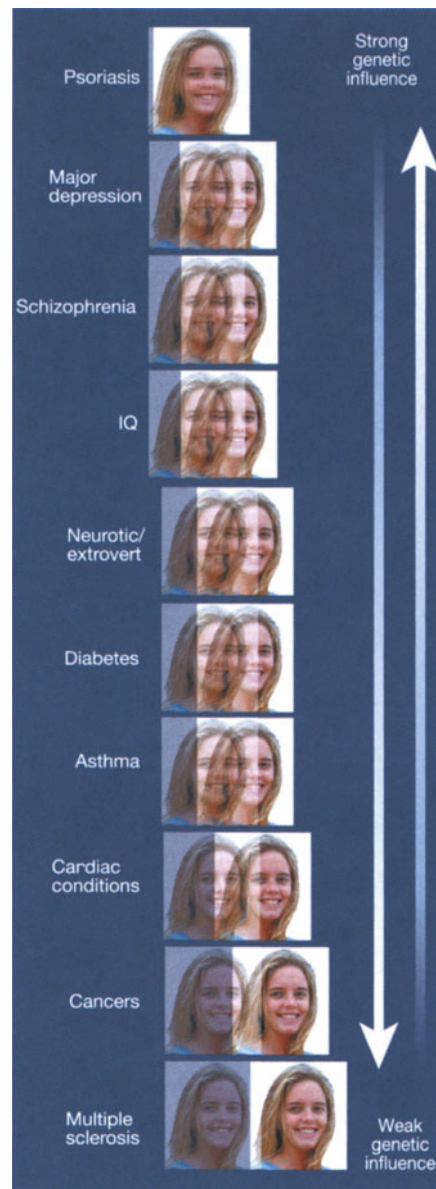 Strong
genetic
influence
Psoriasis
Major
depression
Schizophrenia
IQ
Neurotic/
extrovert
Diabetes
Asthma
Cardiac
conditions
Cancers
Multiple
sclerosis
Weak
genetic
influence